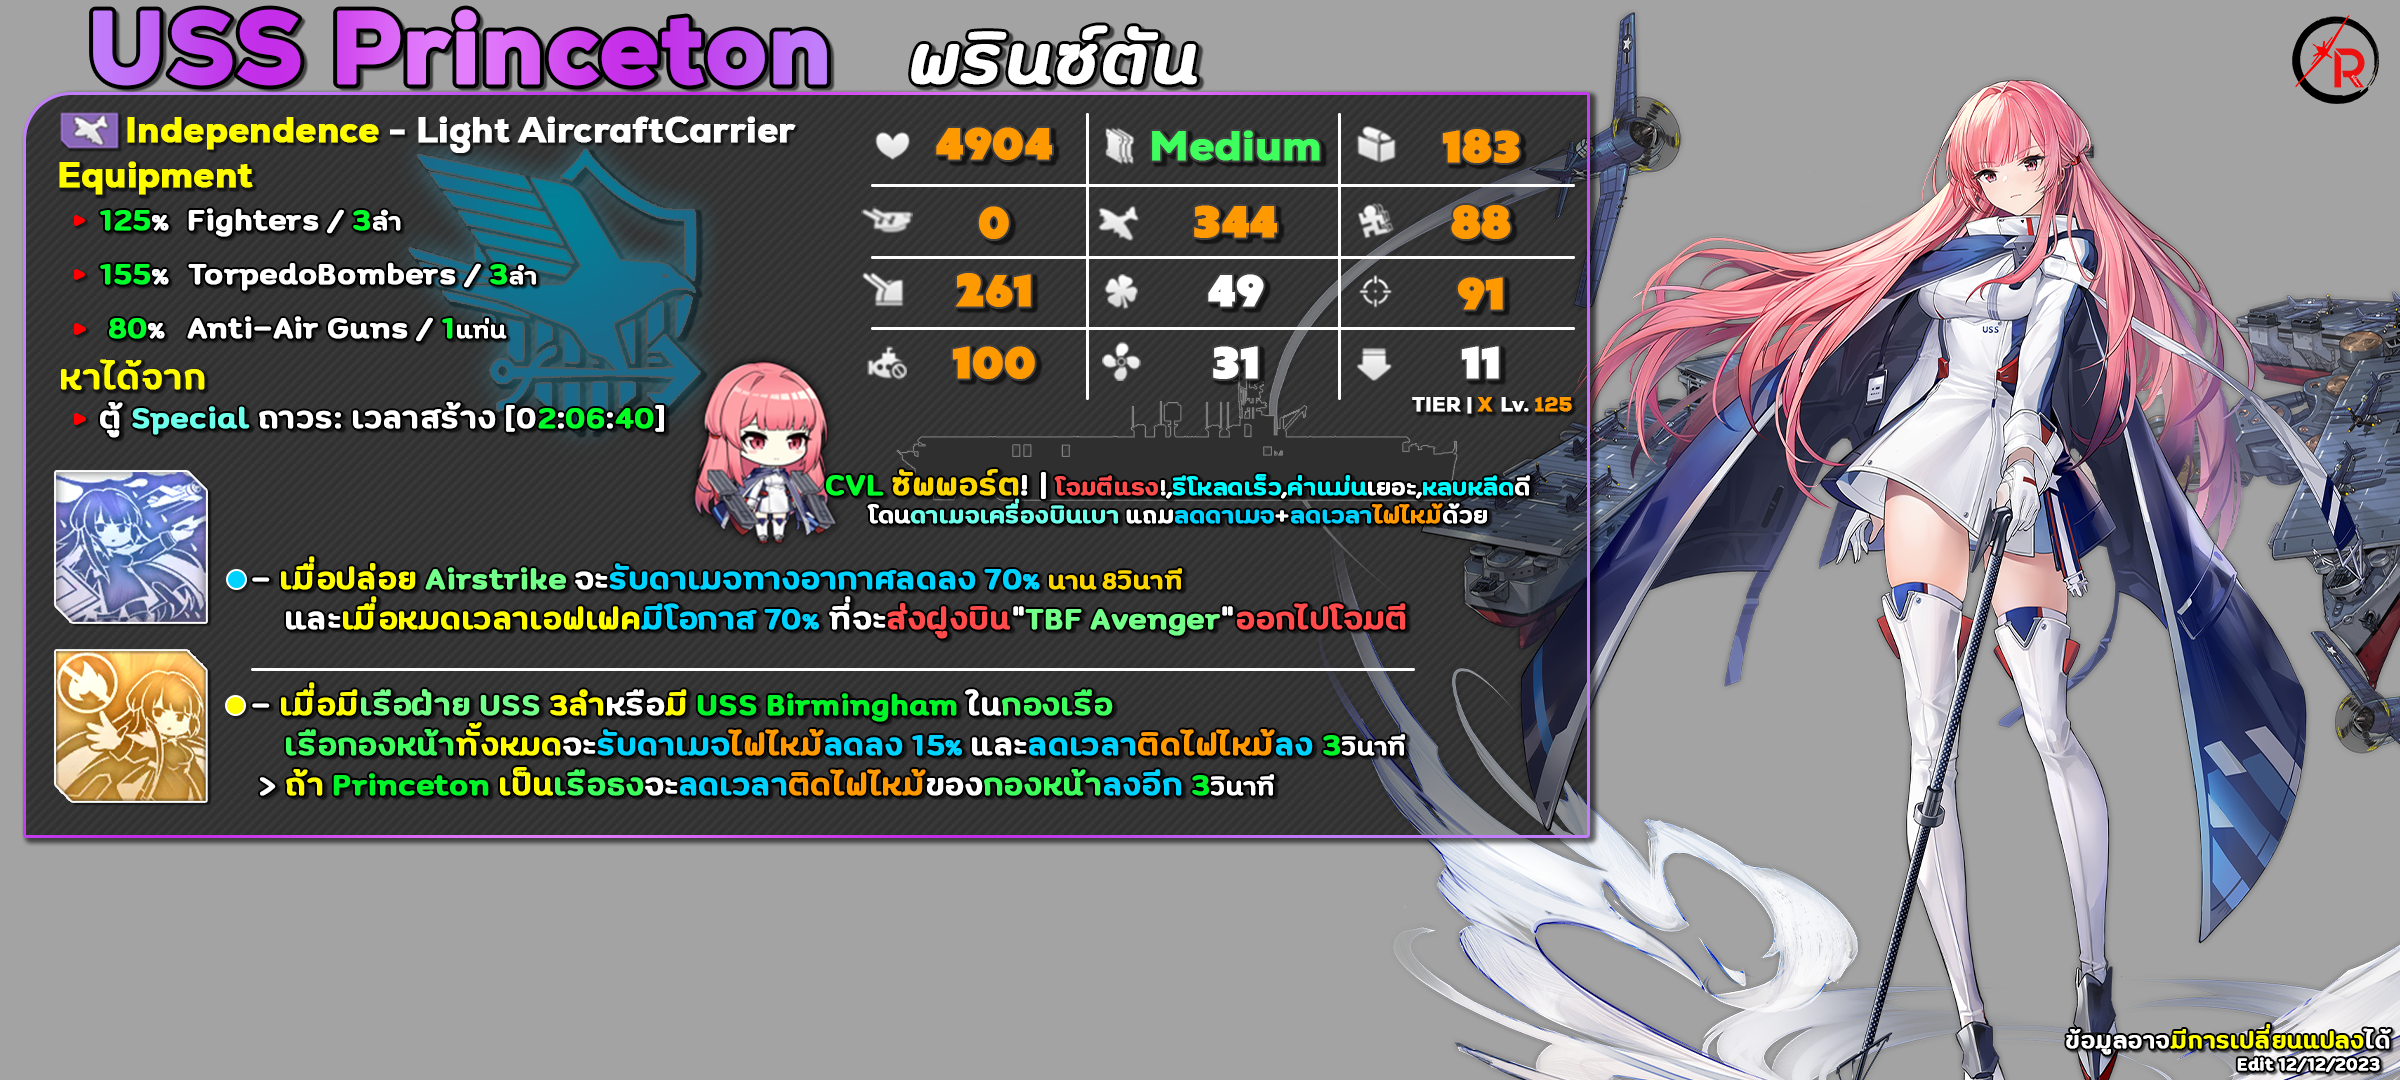 USS Princeton พรินซ์ตัน
Independence - Light AircraftCarrier
Equipment
125% Fighters / 3ลำ
155% TorpedoBombers / 3ลำ
80% Anti-Air Guns / 1แท่น
หาได้จาก
ตู้ Special ถาวร: เวลาสร้าง [02:06:40]
4904 Medium 183
0 344 88
261 49 91
100 31 11
TIER | X Lv. 125
CVL ซัพพอร์ต! | โจมตีแรง!,รีโหลดเร็ว,ค่าแม่นเยอะ,หลบหลีดดี
โดนดาเมจเครื่องบินเบา แถมลดดาเมจ+ลดเวลาไฟไหม้ด้วย
- เมื่อปล่อย Airstrike จะรับดาเมจทางอากาศลดลง 70% นาน 8วินาที
และเมื่อหมดเวลาเอฟเฟคมีโอกาส 70% ที่จะส่งฝูงบิน"TBF Avenger"ออกไปโจมตี
- เมื่อมีเรือฝ่าย USS 3ลำหรือมี USS Birmingham ในกองเรือ
เรือกองหน้าทั้งหมดจะรับดาเมจไฟไหม้ลดลง 15% และลดเวลาติดไฟไหม้ลง 3วินาที
> ถ้า Princeton เป็นเรือธงจะลดเวลาติดไฟไหม้ของกองหน้าลงอีก 3วินาที
USS
R
ข้อมูลอาจมีการเปลี่ยนแปลงได้
Edit 12/12/2023